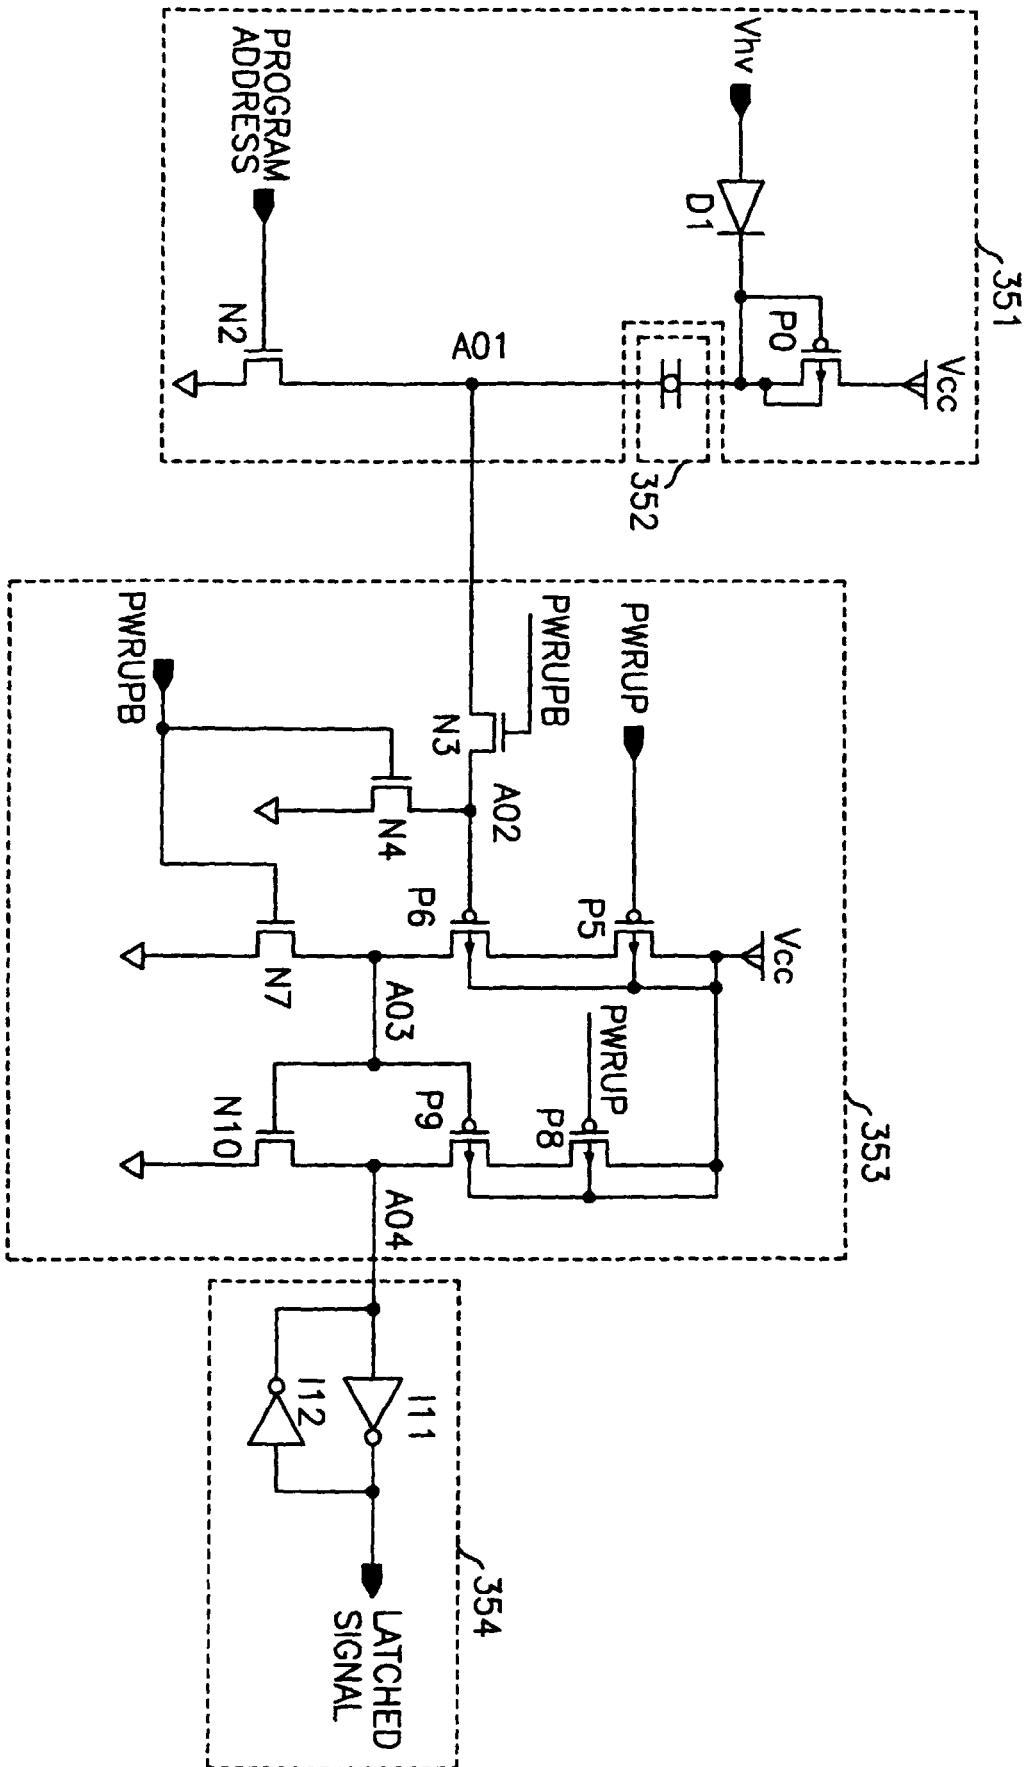 351
Vhv
D1
P0
Vcc
PROGRAM
ADDRESS
N2
A01
352
353
PWRUP
PWRUPB
PWRUPB
N3
A02
N4
P5
P6
Vcc
N7
A03
PWRUP
P8
P9
N10
A04
354
I11
I12
LATCHED
SIGNAL